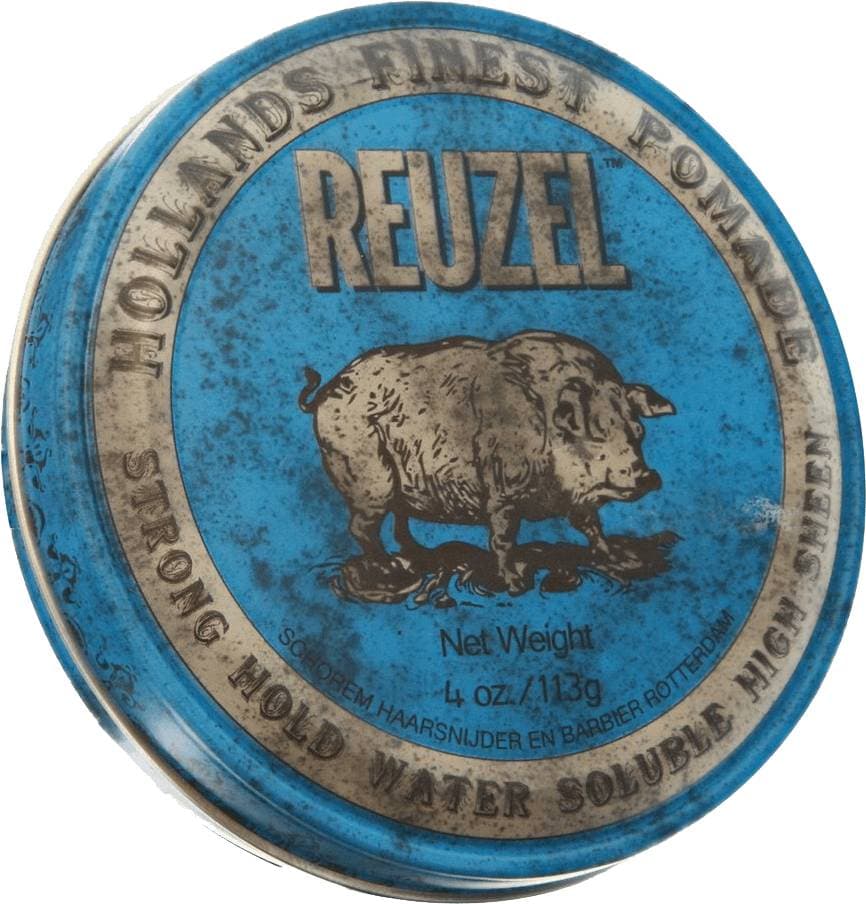 HOLLANDS FINEST POMADE
REUZEL™
Net Weight
4 oz./113g
SCHOREM HAARSNIJDER EN BARBIER ROTTERDAM
STRONG HOLD WATER SOLUBLE HIGH SHEEN